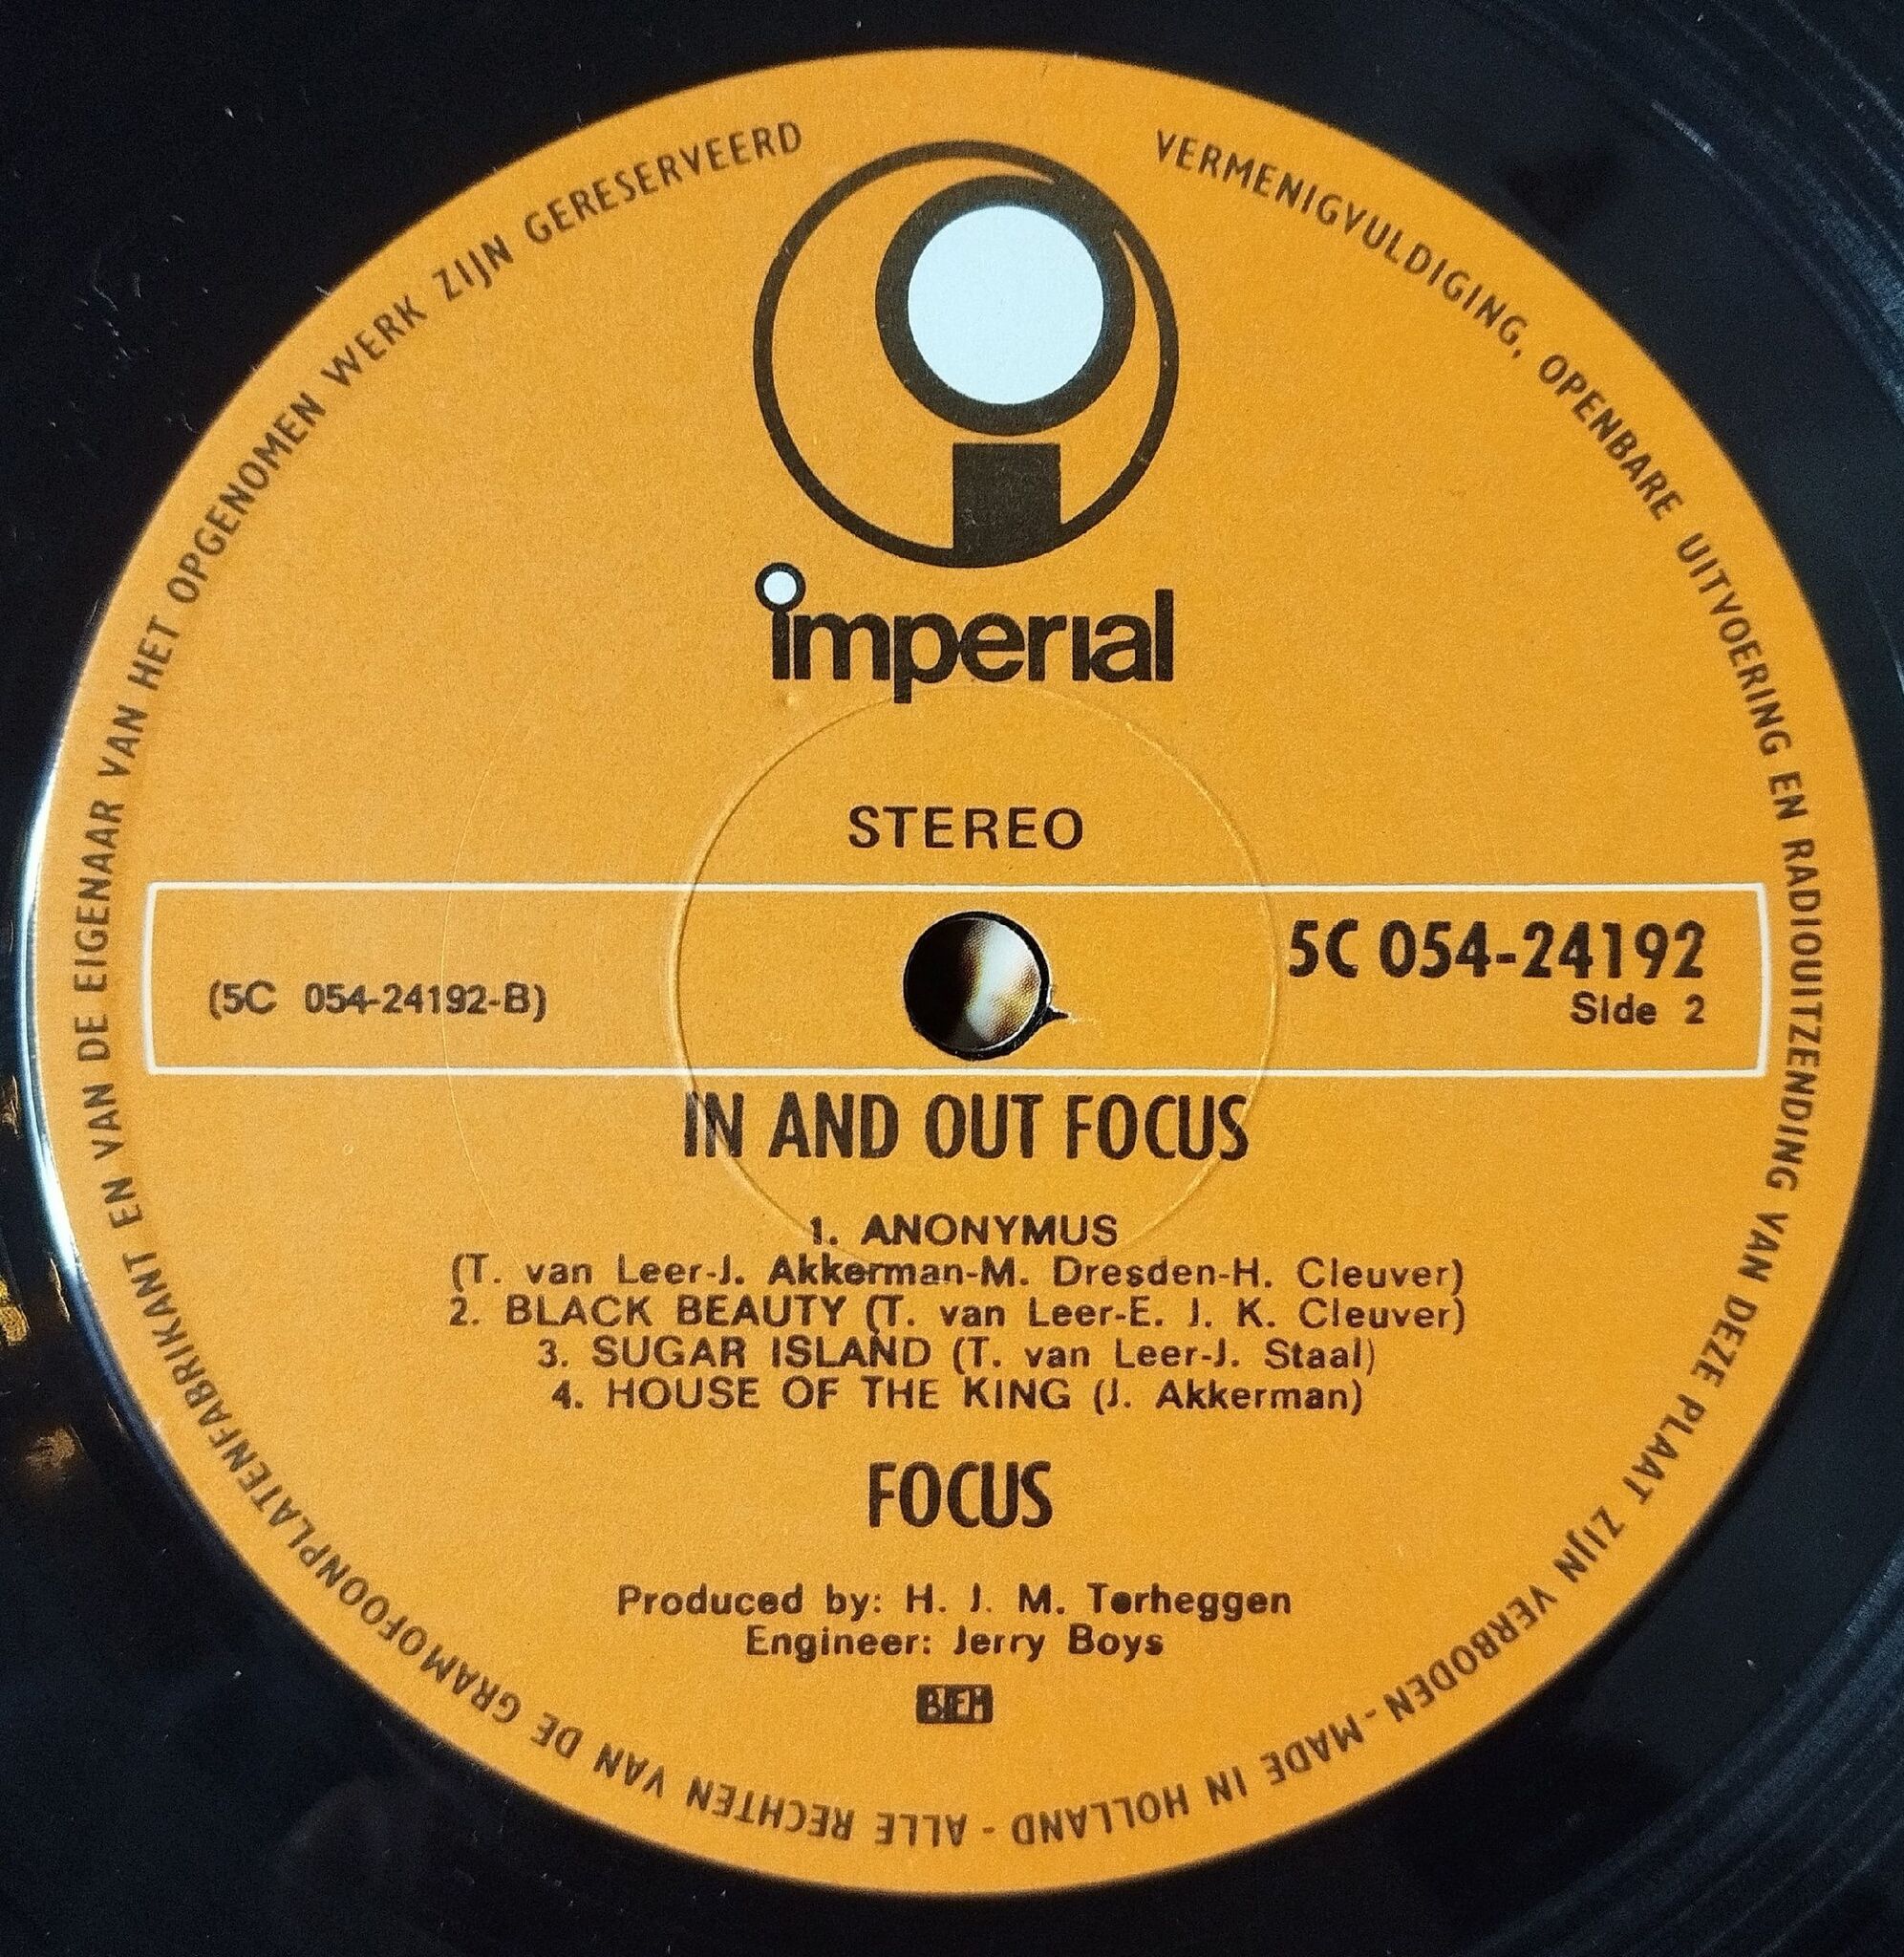 VERMENIGVULDIGING, OPENBARE UITVOERING EN RADIOUITZENDING VAN DEZE PLAAT ZIJN VERBODEN - MADE IN HOLLAND - ALLE RECHTEN VAN DE GRAMOFOONPLATENFABRIKANT EN VAN DE EIGENAAR VAN HET OPGENOMEN WERK ZIJN GERESERVEERD
imperial
STEREO
5C 054-24192
(5C 054-24192-B)
Side 2
IN AND OUT FOCUS
1. ANONYMUS
(T. van Leer-J. Akkerman-M. Dresden-H. Cleuver)
2. BLACK BEAUTY (T. van Leer-E. J. K. Cleuver)
3. SUGAR ISLAND (T. van Leer-J. Staal)
4. HOUSE OF THE KING (J. Akkerman)
FOCUS
Produced by: H. J. M. Terheggen
Engineer: Jerry Boys
BIEM